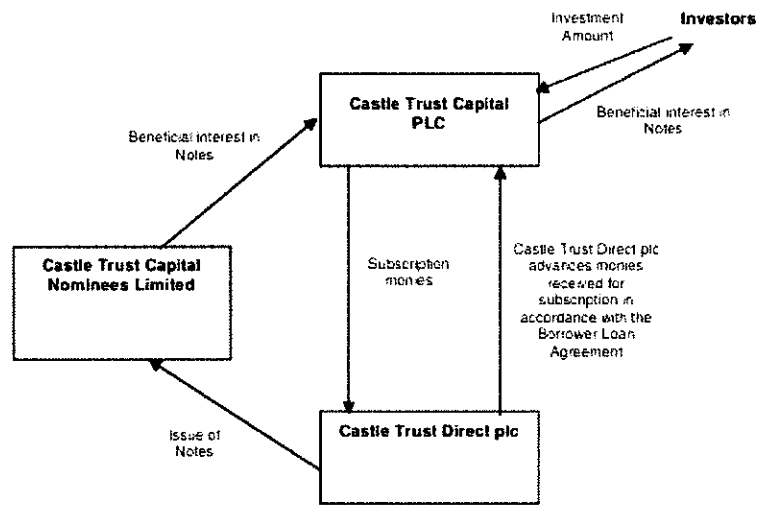 Investment
Amount
Investors
Castle Trust Capital
PLC
Beneficial interest in
Notes
Beneficial interest in
Notes
Castle Trust Capital
Nominees Limited
Subscription
monies
Castle Trust Direct plc
advances monies
received for
subscription in
accordance with the
Borrower Loan
Agreement
Castle Trust Direct plc
Issue of
Notes